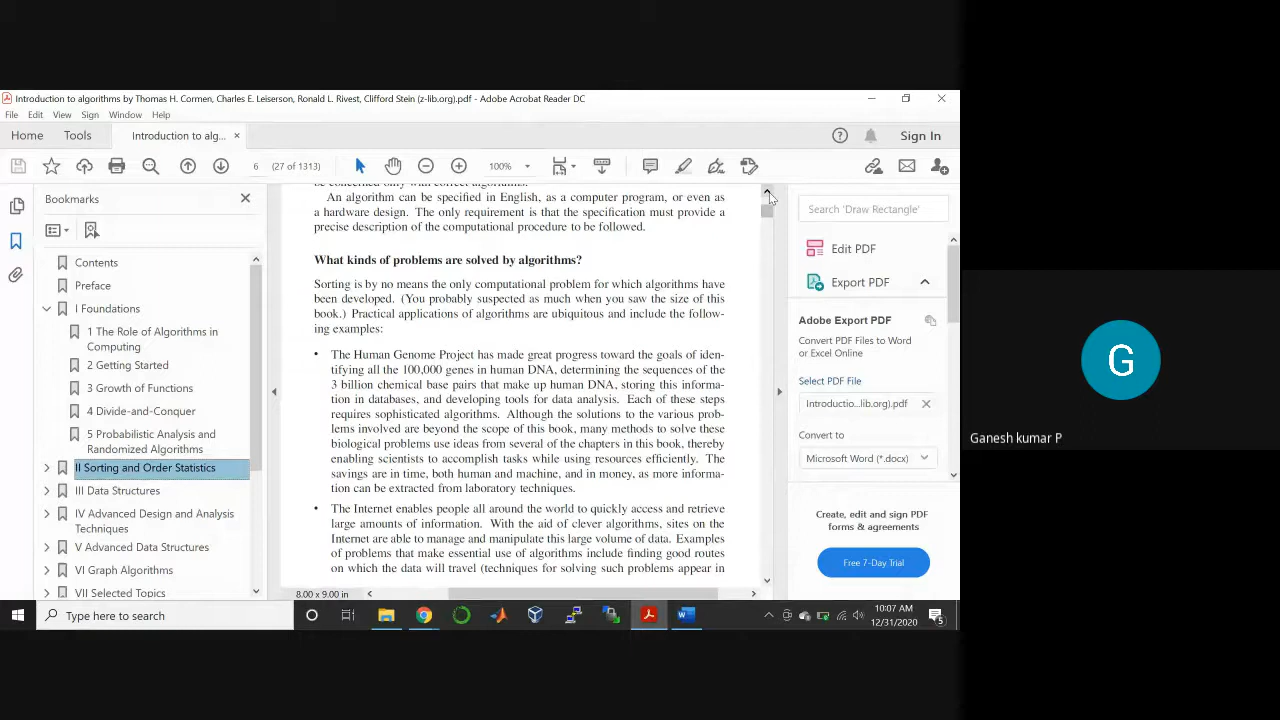 Introduction to algorithms by Thomas H. Cormen, Charles E. Leiserson, Ronald L. Rivest, Clifford Stein (z-lib.org).pdf - Adobe Acrobat Reader DC
File Edit View Sign Window Help
Home Tools Introduction to alg... × Sign In
6 (27 of 1313) 100%
Bookmarks
Contents
Preface
I Foundations
1 The Role of Algorithms in
Computing
2 Getting Started
3 Growth of Functions
4 Divide-and-Conquer
5 Probabilistic Analysis and
Randomized Algorithms
II Sorting and Order Statistics
III Data Structures
IV Advanced Design and Analysis
Techniques
V Advanced Data Structures
VI Graph Algorithms
VII Selected Topics
be concerned only with correct algorithms.
An algorithm can be specified in English, as a computer program, or even as
a hardware design. The only requirement is that the specification must provide a
precise description of the computational procedure to be followed.
What kinds of problems are solved by algorithms?
Sorting is by no means the only computational problem for which algorithms have
been developed. (You probably suspected as much when you saw the size of this
book.) Practical applications of algorithms are ubiquitous and include the follow-
ing examples:
• The Human Genome Project has made great progress toward the goals of iden-
tifying all the 100,000 genes in human DNA, determining the sequences of the
3 billion chemical base pairs that make up human DNA, storing this informa-
tion in databases, and developing tools for data analysis. Each of these steps
requires sophisticated algorithms. Although the solutions to the various prob-
lems involved are beyond the scope of this book, many methods to solve these
biological problems use ideas from several of the chapters in this book, thereby
enabling scientists to accomplish tasks while using resources efficiently. The
savings are in time, both human and machine, and in money, as more informa-
tion can be extracted from laboratory techniques.
• The Internet enables people all around the world to quickly access and retrieve
large amounts of information. With the aid of clever algorithms, sites on the
Internet are able to manage and manipulate this large volume of data. Examples
of problems that make essential use of algorithms include finding good routes
on which the data will travel (techniques for solving such problems appear in
8.00 x 9.00 in
Search 'Draw Rectangle'
Edit PDF
Export PDF
Adobe Export PDF
Convert PDF Files to Word
or Excel Online
Select PDF File
Introductio...lib.org).pdf
Convert to
Microsoft Word (*.docx)
Create, edit and sign PDF
forms & agreements
Free 7-Day Trial
Type here to search
10:07 AM
12/31/2020
5
G
Ganesh kumar P